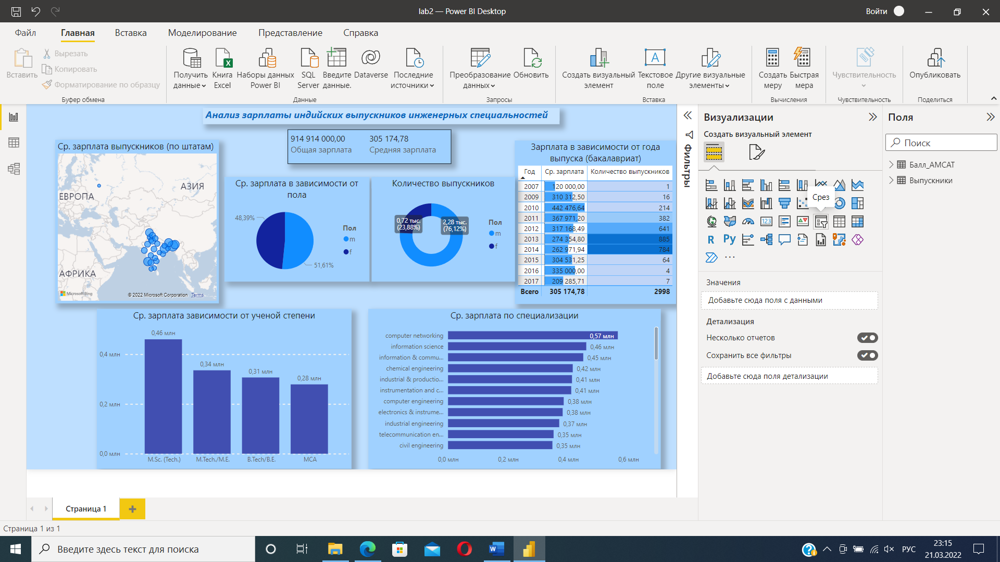 lab2 — Power BI Desktop
Войти
Файл
Главная
Вставка
Моделирование
Представление
Справка
Вставить
Вырезать
Копировать
Форматирование по образцу
Буфер обмена
Получить данные
Книга Excel
Наборы данных Power BI
SQL Server
Введите данные.
Dataverse
Последние источники
Данные
Преобразование данных
Обновить
Запросы
Создать визуальный элемент
Текстовое поле
Другие визуальные элементы
Вставка
Создать меру
Быстрая мера
Вычисления
Чувствительность
Чувствительность
Опубликовать
Поделиться
Анализ зарплаты индийских выпускников инженерных специальностей
914 914 000,00
Общая зарплата
305 174,78
Средняя зарплата
Ср. зарплата выпускников (по штатам)
ЕВРОПА
АЗИЯ
АФРИКА
Microsoft Bing
© 2022 Microsoft Corporation Terms
Ср. зарплата в зависимости от
пола
48,39%
51,61%
Пол
m
f
Количество выпускников
0,72 тыс.
(23,88%)
2,28 тыс.
(76,12%)
Пол
m
f
Зарплата в зависимости от года
выпуска (бакалавриат)
Год Ср. зарплата Количество выпускников
2007 120 000,00 1
2009 310 312,50 16
2010 442 476,64 214
2011 367 971,20 382
2012 317 168,49 641
2013 274 354,80 885
2014 262 971,94 784
2015 304 531,25 64
2016 335 000,00 4
2017 209 285,71 7
Всего 305 174,78 2998
Ср. зарплата зависимости от ученой степени
0,4 млн
0,2 млн
0,0 млн
0,46 млн
0,34 млн
0,31 млн
0,28 млн
M.Sc. (Tech.)
M.Tech./M.E.
B.Tech/B.E.
MCA
Ср. зарплата по специализации
computer networking 0,57 млн
information science 0,46 млн
information & commu... 0,45 млн
chemical engineering 0,42 млн
industrial & productio... 0,41 млн
instrumentation and c... 0,41 млн
computer engineering 0,38 млн
electronics & instrume... 0,38 млн
industrial engineering 0,37 млн
telecommunication en... 0,35 млн
civil engineering 0,35 млн
0,0 млн 0,2 млн 0,4 млн 0,6 млн
Фильтры
Визуализации
Создать визуальный элемент
Срез
123
R
Py
...
Значения
Добавьте сюда поля с данными
Детализация
Несколько отчетов
Сохранить все фильтры
Добавьте сюда поля детализации
Поля
Поиск
Балл_АМСАТ
Выпускники
Страница 1
Страница 1 из 1
Введите здесь текст для поиска
РУС
23:15
21.03.2022